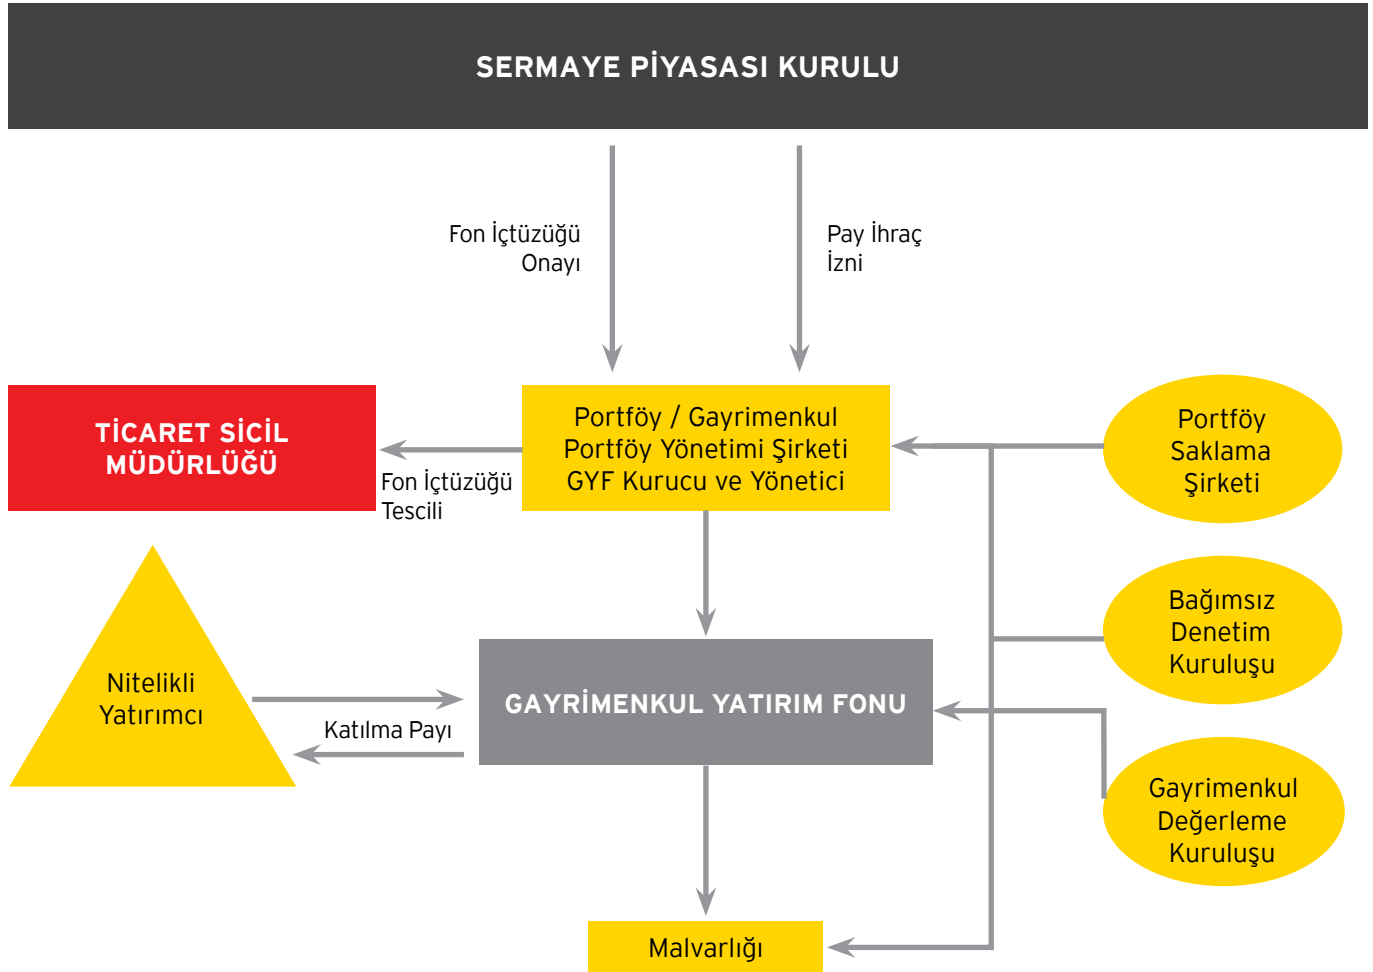 SERMAYE PİYASASI KURULU
Fon İçtüzüğü
Onayı
Pay İhraç
İzni
TİCARET SİCİL
MÜDÜRLÜĞÜ
Fon İçtüzüğü
Tescili
Portföy / Gayrimenkul
Portföy Yönetimi Şirketi
GYF Kurucu ve Yönetici
Portföy
Saklama
Şirketi
Bağımsız
Denetim
Kuruluşu
Nitelikli
Yatırımcı
Katılma Payı
GAYRİMENKUL YATIRIM FONU
Gayrimenkul
Değerleme
Kuruluşu
Malvarlığı